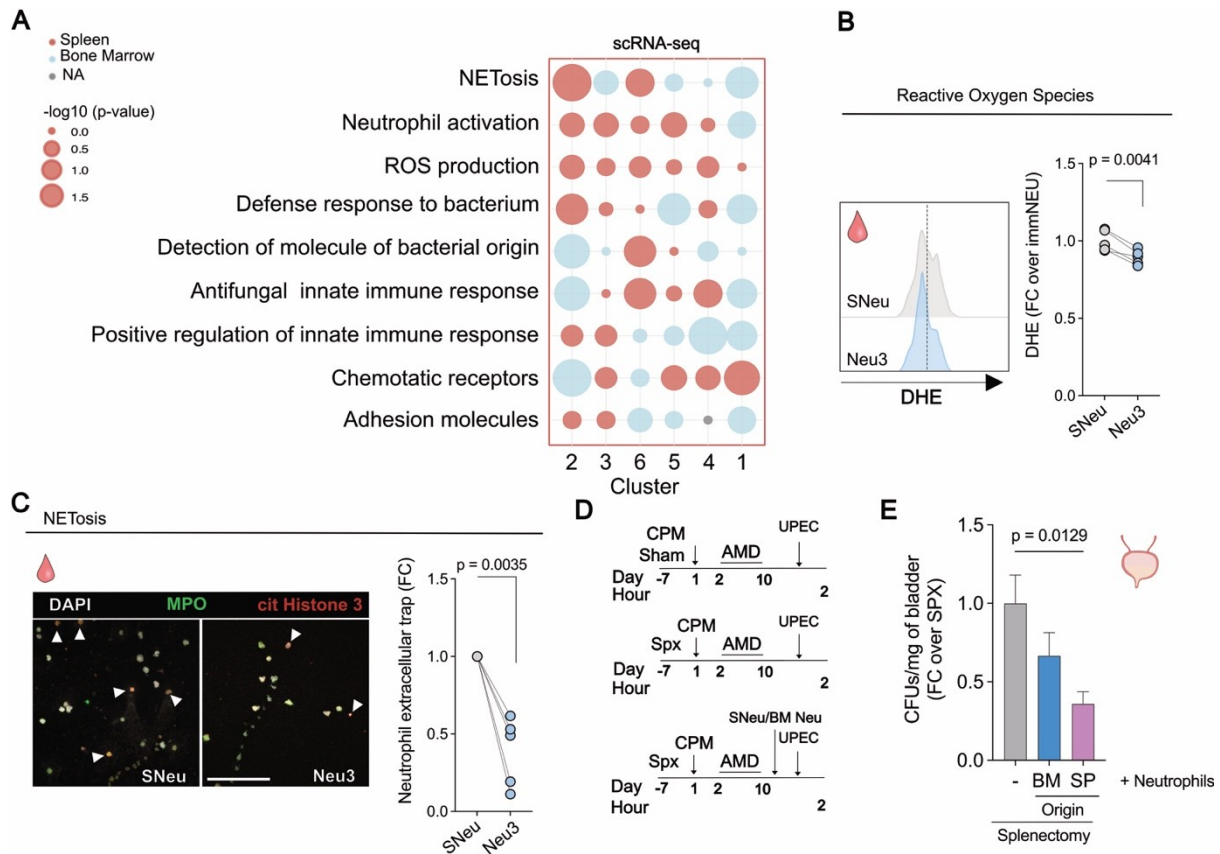 A
Spleen
Bone Marrow
NA
-log10 (p-value)
0.0
0.5
1.0
1.5
scRNA-seq
NETosis
Neutrophil activation
ROS production
Defense response to bacterium
Detection of molecule of bacterial origin
Antifungal innate immune response
Positive regulation of innate immune response
Chemotatic receptors
Adhesion molecules
2 3 6 5 4 1
Cluster
B
Reactive Oxygen Species
SNeu
Neu3
DHE
DHE (FC over immNEU)
p = 0.0041
1.5
1.0
0.5
0.0
SNeu
Neu3
C
NETosis
DAPI MPO cit Histone 3
SNeu
Neu3
Neutrophil extracellular trap (FC)
p = 0.0035
1.5
1.0
0.5
0.0
SNeu
Neu3
D
UPEC
CPM
Sham AMD
Day -7 1 2 10
Hour 2
UPEC
CPM
Spx AMD
Day -7 1 2 10
Hour 2
SNeu/BM Neu
CPM UPEC
Spx AMD
Day -7 1 2 10
Hour 2
E
CFUs/mg of bladder
(FC over SPX)
p = 0.0129
1.5
1.0
0.5
0.0
- BM SP + Neutrophils
Origin
Splenectomy